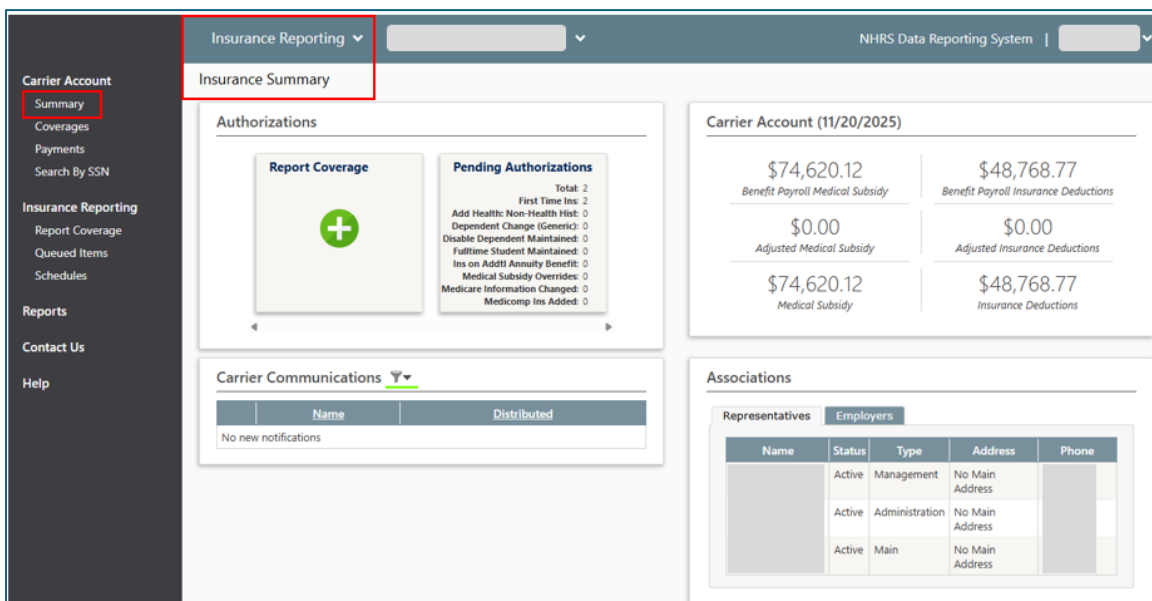 Insurance Reporting
NHRS Data Reporting System |
Insurance Summary
Carrier Account
Summary
Coverages
Payments
Search By SSN
Insurance Reporting
Report Coverage
Queued Items
Schedules
Reports
Contact Us
Help
Authorizations
Report Coverage
Pending Authorizations
Total: 2
First Time Ins: 2
Add Health: Non-Health Hist: 0
Dependent Change (Generic): 0
Disable Dependent Maintained: 0
Fulltime Student Maintained: 0
Ins on Addtl Annuity Benefit: 0
Medical Subsidy Overrides: 0
Medicare Information Changed: 0
Medicomp Ins Added: 0
Carrier Account (11/20/2025)
$74,620.12 $48,768.77
Benefit Payroll Medical Subsidy Benefit Payroll Insurance Deductions
$0.00 $0.00
Adjusted Medical Subsidy Adjusted Insurance Deductions
$74,620.12 $48,768.77
Medical Subsidy Insurance Deductions
Carrier Communications
Name Distributed
No new notifications
Associations
Representatives Employers
Name Status Type Address Phone
Active Management No Main
Address
Active Administration No Main
Address
Active Main No Main
Address